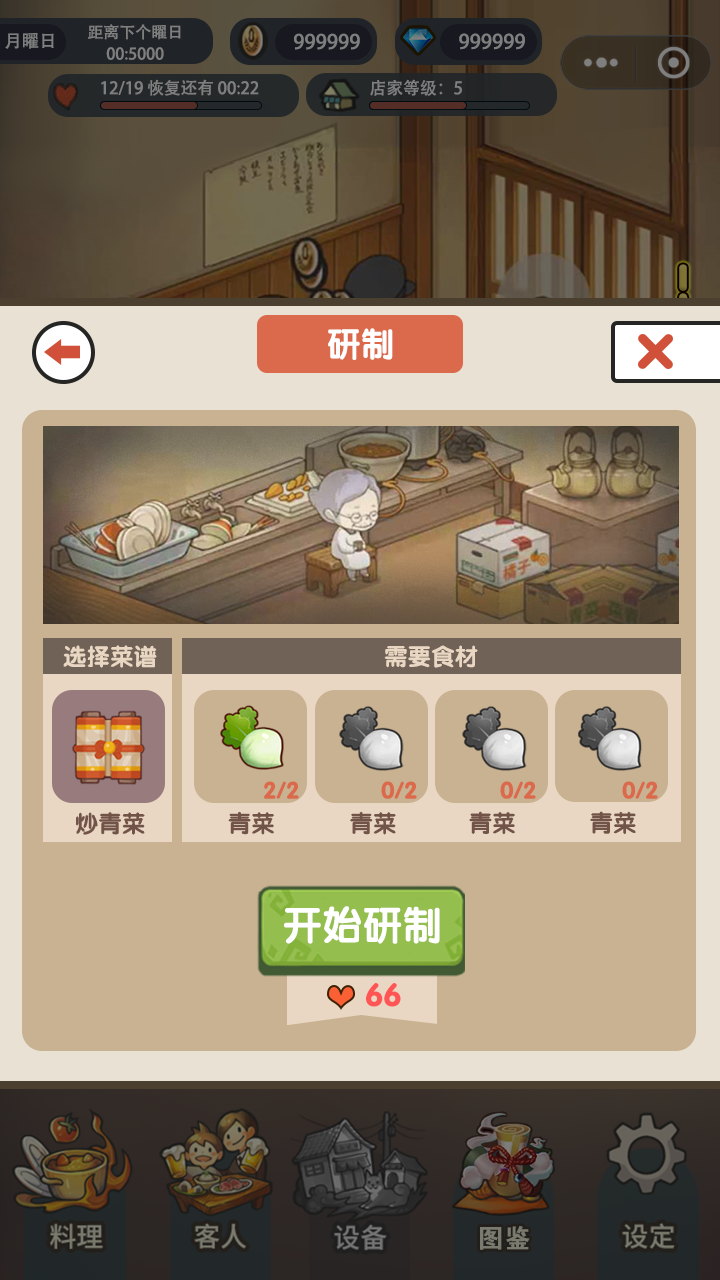 月曜日
距离下个曜日
00:5000
999999
999999
12/19 恢复还有 00:22
店家等级：5
研制
橘子
选择菜谱
需要食材
2/2
0/2
0/2
0/2
炒青菜
青菜
青菜
青菜
青菜
开始研制
66
料理
客人
设备
图鉴
设定